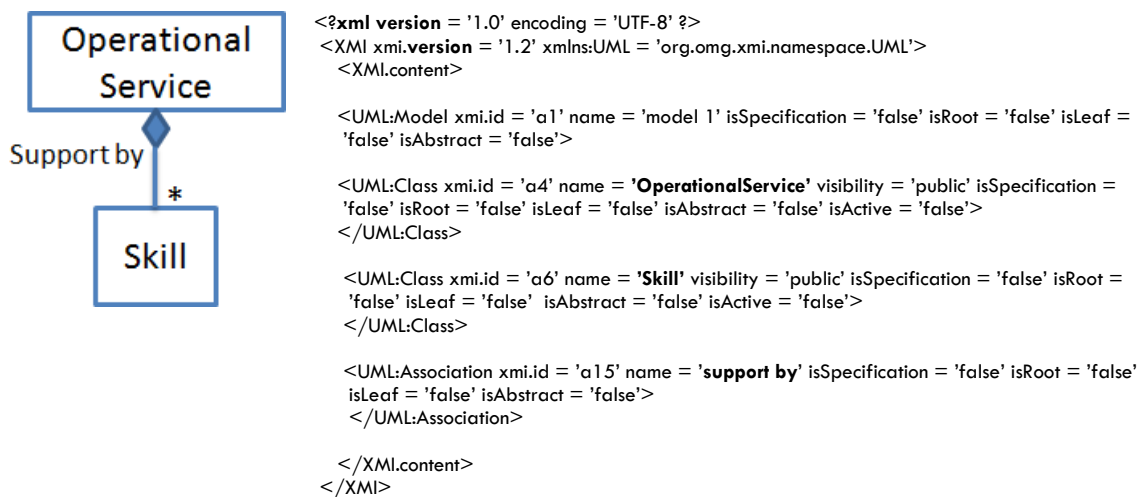 Operational
Service
Support by
*
Skill
<?xml version = '1.0' encoding = 'UTF-8' ?>
<XMI xmi.version = '1.2' xmlns:UML = 'org.omg.xmi.namespace.UML'>
<XMI.content>
<UML:Model xmi.id = 'a1' name = 'model 1' isSpecification = 'false' isRoot = 'false' isLeaf =
'false' isAbstract = 'false'>
<UML:Class xmi.id = 'a4' name = 'OperationalService' visibility = 'public' isSpecification =
'false' isRoot = 'false' isLeaf = 'false' isAbstract = 'false' isActive = 'false'>
</UML:Class>
<UML:Class xmi.id = 'a6' name = 'Skill' visibility = 'public' isSpecification = 'false' isRoot =
'false' isLeaf = 'false' isAbstract = 'false' isActive = 'false'>
</UML:Class>
<UML:Association xmi.id = 'a15' name = 'support by' isSpecification = 'false' isRoot = 'false'
isLeaf = 'false' isAbstract = 'false'>
</UML:Association>
</XMI.content>
</XMI>